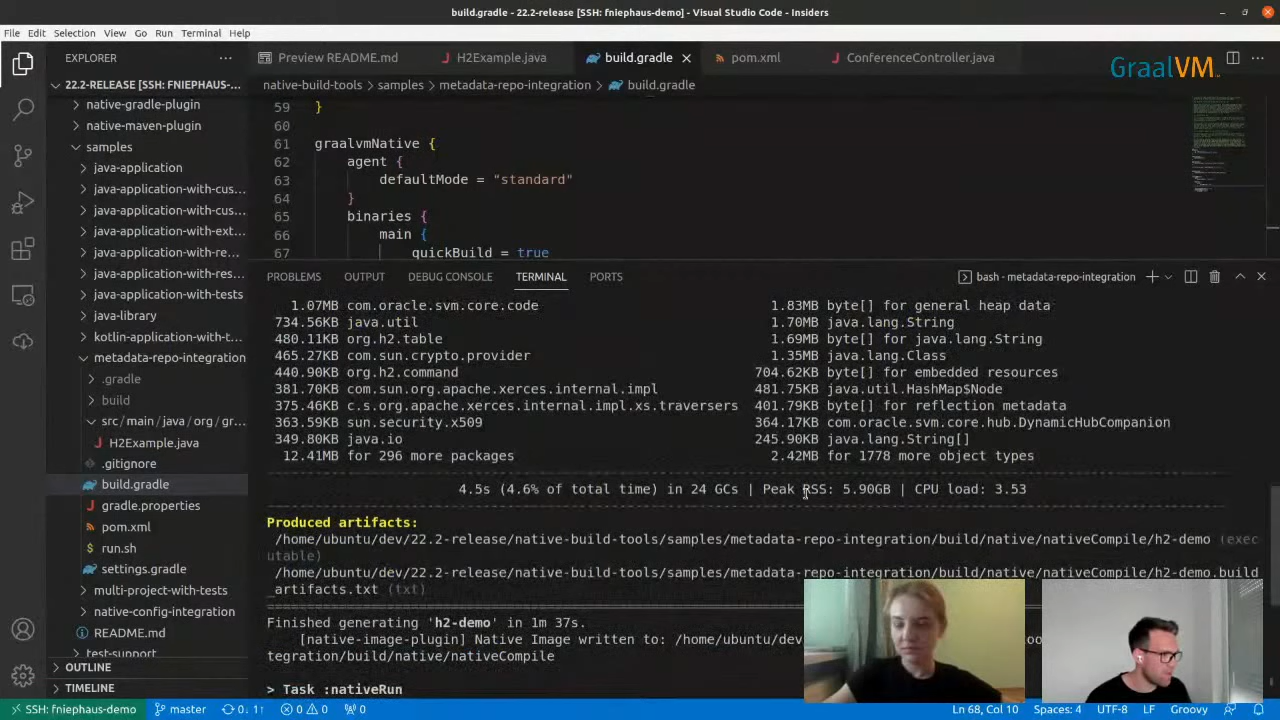 build.gradle - 22.2-release [SSH: fniephaus-demo] - Visual Studio Code - Insiders
File Edit Selection View Go Run Terminal Help
EXPLORER
Preview README.md
H2Example.java
build.gradle
pom.xml
ConferenceController.java
GraalVM
22.2-RELEASE [SSH: FNIEPHAUS-...
native-gradle-plugin
native-maven-plugin
samples
java-application
java-application-with-cus...
java-application-with-cus...
java-application-with-ext...
java-application-with-re...
java-application-with-res...
java-application-with-tests
java-library
kotlin-application-with-t...
metadata-repo-integration
.gradle
build
src/main/java/org/gr...
H2Example.java
.gitignore
build.gradle
gradle.properties
pom.xml
run.sh
settings.gradle
multi-project-with-tests
native-config-integration
README.md
test-support
OUTLINE
TIMELINE
native-build-tools > samples > metadata-repo-integration > build.gradle
59 }
60
61 graalvmNative {
62 agent {
63 defaultMode = "standard"
64 }
65 binaries {
66 main {
67 quickBuild = true
PROBLEMS OUTPUT DEBUG CONSOLE TERMINAL PORTS
bash - metadata-repo-integration
1.07MB com.oracle.svm.core.code 1.83MB byte[] for general heap data
734.56KB java.util 1.70MB java.lang.String
480.11KB org.h2.table 1.69MB byte[] for java.lang.String
465.27KB com.sun.crypto.provider 1.35MB java.lang.Class
440.90KB org.h2.command 704.62KB byte[] for embedded resources
381.70KB com.sun.org.apache.xerces.internal.impl 481.75KB java.util.HashMap$Node
375.46KB c.s.org.apache.xerces.internal.impl.xs.traversers 401.79KB byte[] for reflection metadata
363.59KB sun.security.x509 364.17KB com.oracle.svm.core.hub.DynamicHubCompanion
349.80KB java.io 245.90KB java.lang.String[]
12.41MB for 296 more packages 2.42MB for 1778 more object types
4.5s (4.6% of total time) in 24 GCs | Peak RSS: 5.90GB | CPU load: 3.53
Produced artifacts:
/home/ubuntu/dev/22.2-release/native-build-tools/samples/metadata-repo-integration/build/native/nativeCompile/h2-demo (exec
utable)
/home/ubuntu/dev/22.2-release/native-build-tools/samples/metadata-repo-integration/build/native/nativeCompile/h2-demo.build
_artifacts.txt (txt)
Finished generating 'h2-demo' in 1m 37s.
[native-image-plugin] Native Image written to: /home/ubuntu/dev
tegration/build/native/nativeCompile
> Task :nativeRun
SSH: fniephaus-demo master 0↓ 1↑ 0 0 0 Ln 68, Col 10 Spaces: 4 UTF-8 LF Groovy